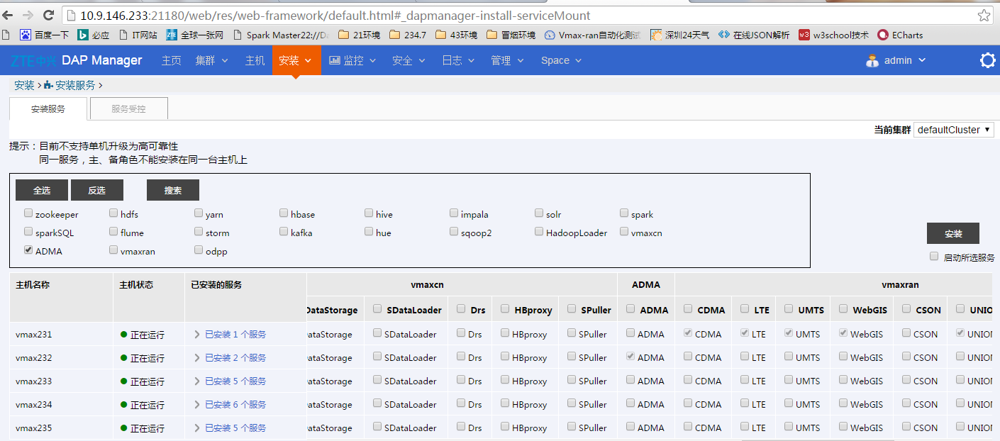 10.9.146.233:21180/web/res/web-framework/default.html#_dapmanager-install-serviceMount
百度一下 必应 IT网站 全球一张网 Spark Master22://Da 21环境 234.7 43环境 冒烟环境 Vmax-ran自动化测试 深圳24天气 在线JSON解析 w3school技术 ECharts
ZTE中兴 DAP Manager 主页 集群 主机 安装 监控 安全 日志 管理 Space admin
安装 > 安装服务 >
安装服务 服务受控
当前集群 defaultCluster
提示：目前不支持单机升级为高可靠性
同一服务，主、备角色不能安装在同一台主机上
全选 反选 搜索
zookeeper hdfs yarn hbase hive impala solr spark
sparkSQL flume storm kafka hue sqoop2 HadoopLoader vmaxcn
安装
ADMA vmaxran odpp
启动所选服务
主机名称 主机状态 已安装的服务 vmaxcn ADMA vmaxran
DataStorage SDataLoader Drs HBproxy SPuller ADMA CDMA LTE UMTS WebGIS CSON UNIO
vmax231 正在运行 已安装 1 个服务 DataStorage SDataLoader Drs HBproxy SPuller ADMA CDMA LTE UMTS WebGIS CSON UNIO
vmax232 正在运行 已安装 2 个服务 DataStorage SDataLoader Drs HBproxy SPuller ADMA CDMA LTE UMTS WebGIS CSON UNIO
vmax233 正在运行 已安装 5 个服务 DataStorage SDataLoader Drs HBproxy SPuller ADMA CDMA LTE UMTS WebGIS CSON UNIO
vmax234 正在运行 已安装 6 个服务 DataStorage SDataLoader Drs HBproxy SPuller ADMA CDMA LTE UMTS WebGIS CSON UNIO
vmax235 正在运行 已安装 5 个服务 DataStorage SDataLoader Drs HBproxy SPuller ADMA CDMA LTE UMTS WebGIS CSON UNIO